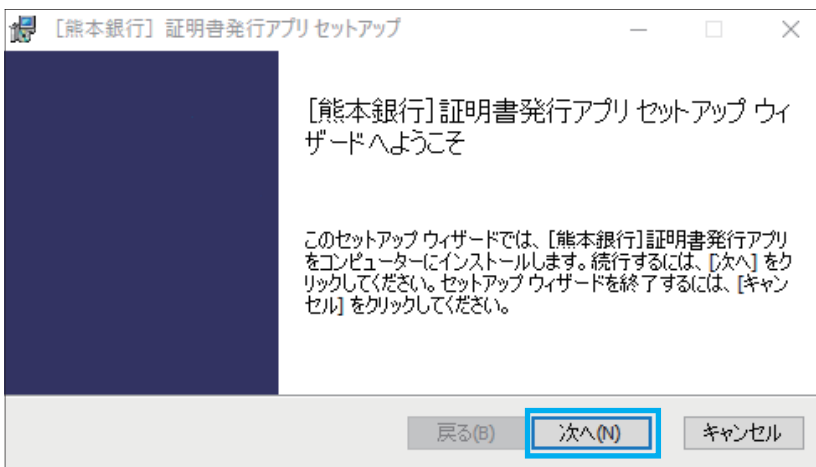 [熊本銀行] 証明書発行アプリ セットアップ
[熊本銀行]証明書発行アプリ セットアップ ウィ
ザードへようこそ
このセットアップ ウィザードでは、[熊本銀行]証明書発行アプリ
をコンピューターにインストールします。続行するには、[次へ] をク
リックしてください。セットアップ ウィザードを終了するには、[キャン
セル] をクリックしてください。
戻る(B)
次へ(N)
キャンセル